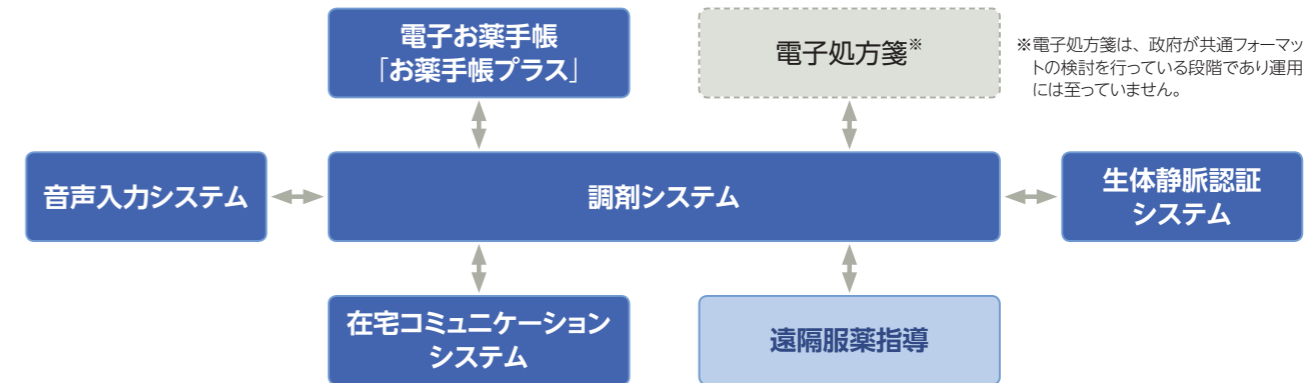 電子お薬手帳
「お薬手帳プラス」
電子処方箋※
※電子処方箋は、政府が共通フォーマッ
トの検討を行っている段階であり運用
には至っていません。
音声入力システム
調剤システム
生体静脈認証
システム
在宅コミュニケーション
システム
遠隔服薬指導